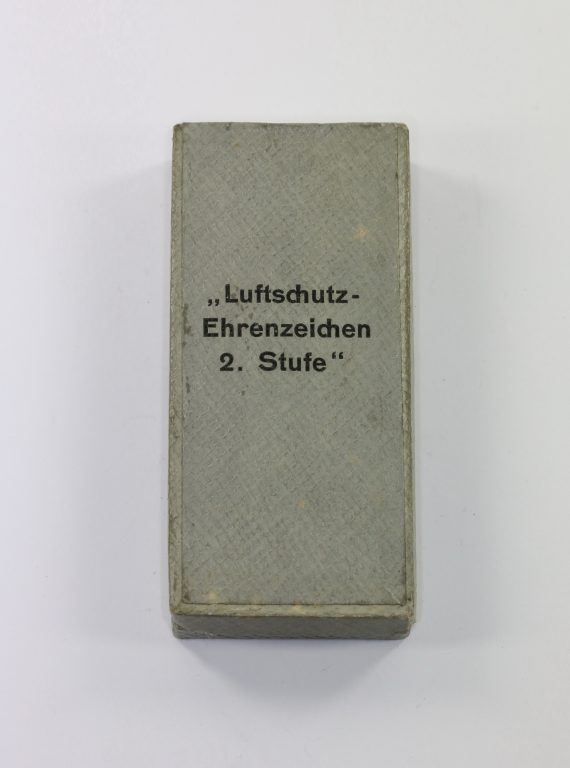 „Luftschutz-
Ehrenzeichen
2. Stufe“